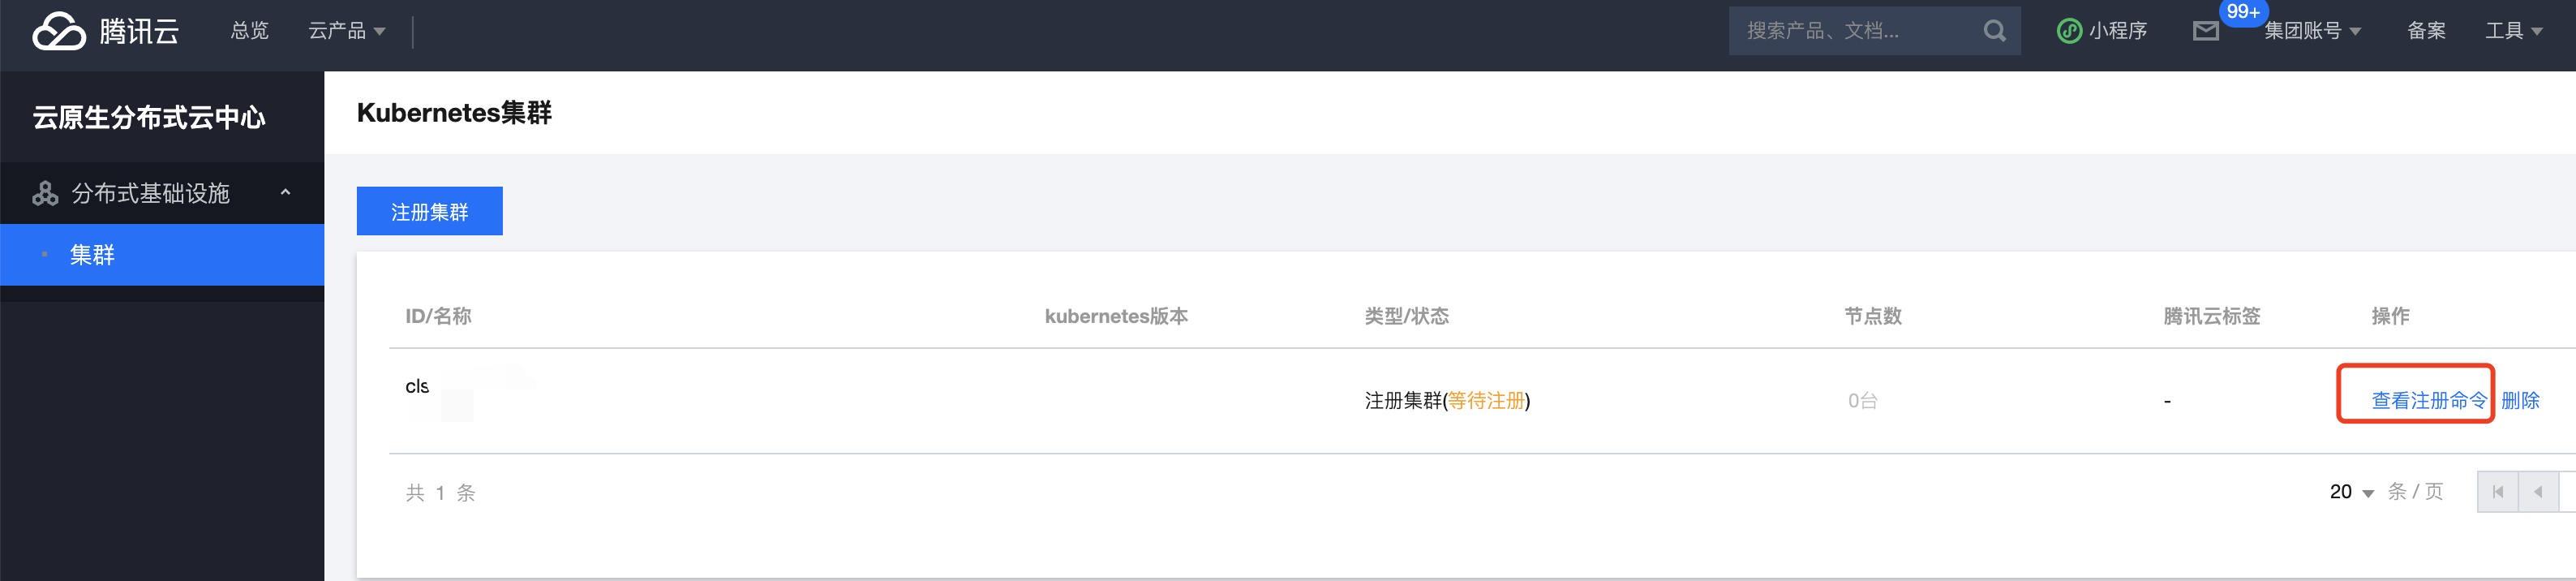 腾讯云 总览 云产品 搜索产品、文档... 小程序 99+ 集团账号 备案 工具
云原生分布式云中心
Kubernetes集群
分布式基础设施
注册集群
集群
ID/名称 kubernetes版本 类型/状态 节点数 腾讯云标签 操作
cls
注册集群(等待注册) 0台 - 查看注册命令 删除
共 1 条 20 条 / 页